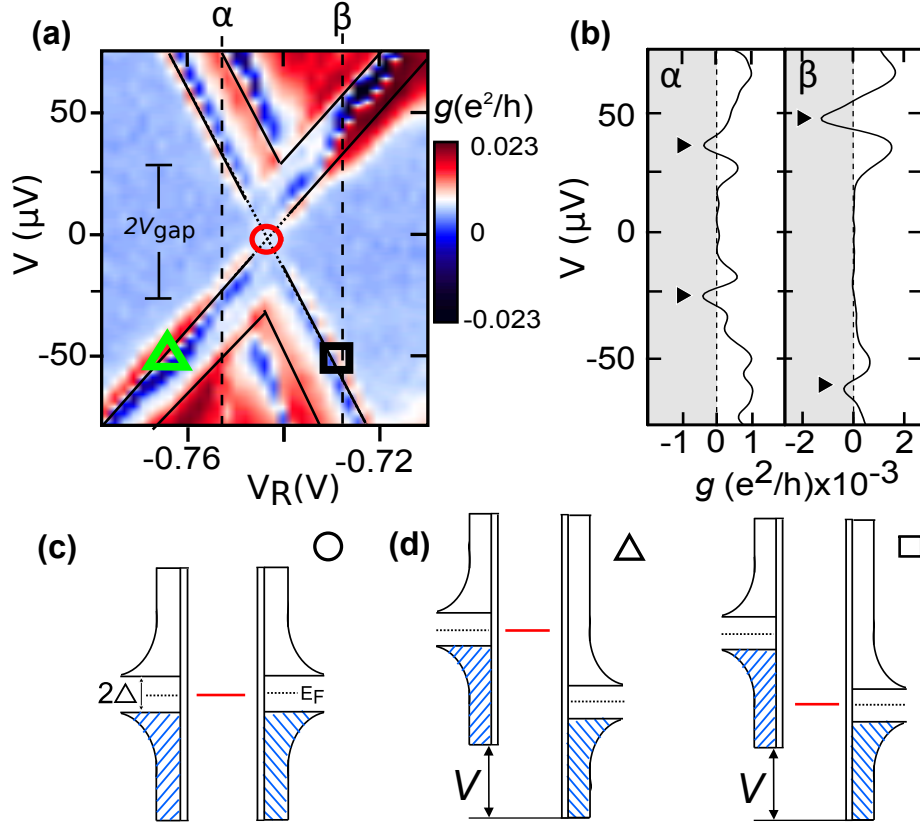 α β
(a)
50
0
-50
V (μV)
2Vgap
-0.76 -0.72
VR(V)
g(e²/h)
0.023
0
-0.023
(b)
α β
50
0
-50
V (μV)
-1 0 1 -2 0 2
g (e²/h)x10⁻³
(c)
2Δ
EF
(d)
V
V